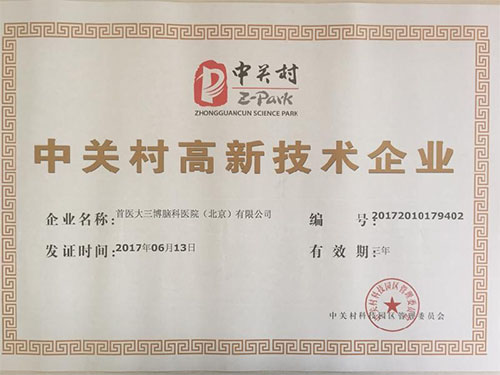 中关村
Z-Park
ZHONGGUANCUN SCIENCE PARK
中关村高新技术企业
企业名称: 首医大三博脑科医院（北京）有限公司
编 号: 20172010179402
发证时间: 2017年06月13日
有 效 期: 三年
中关村科技园区管理委员会